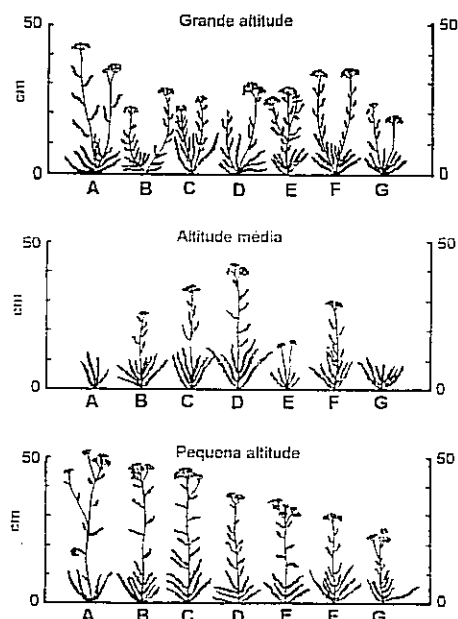 Grande altitude
50 50
cm
0 0
A B C D E F G
Altitude média
50 50
cm
0 0
A B C D E F G
Pequena altitude
50 50
cm
0 0
A B C D E F G